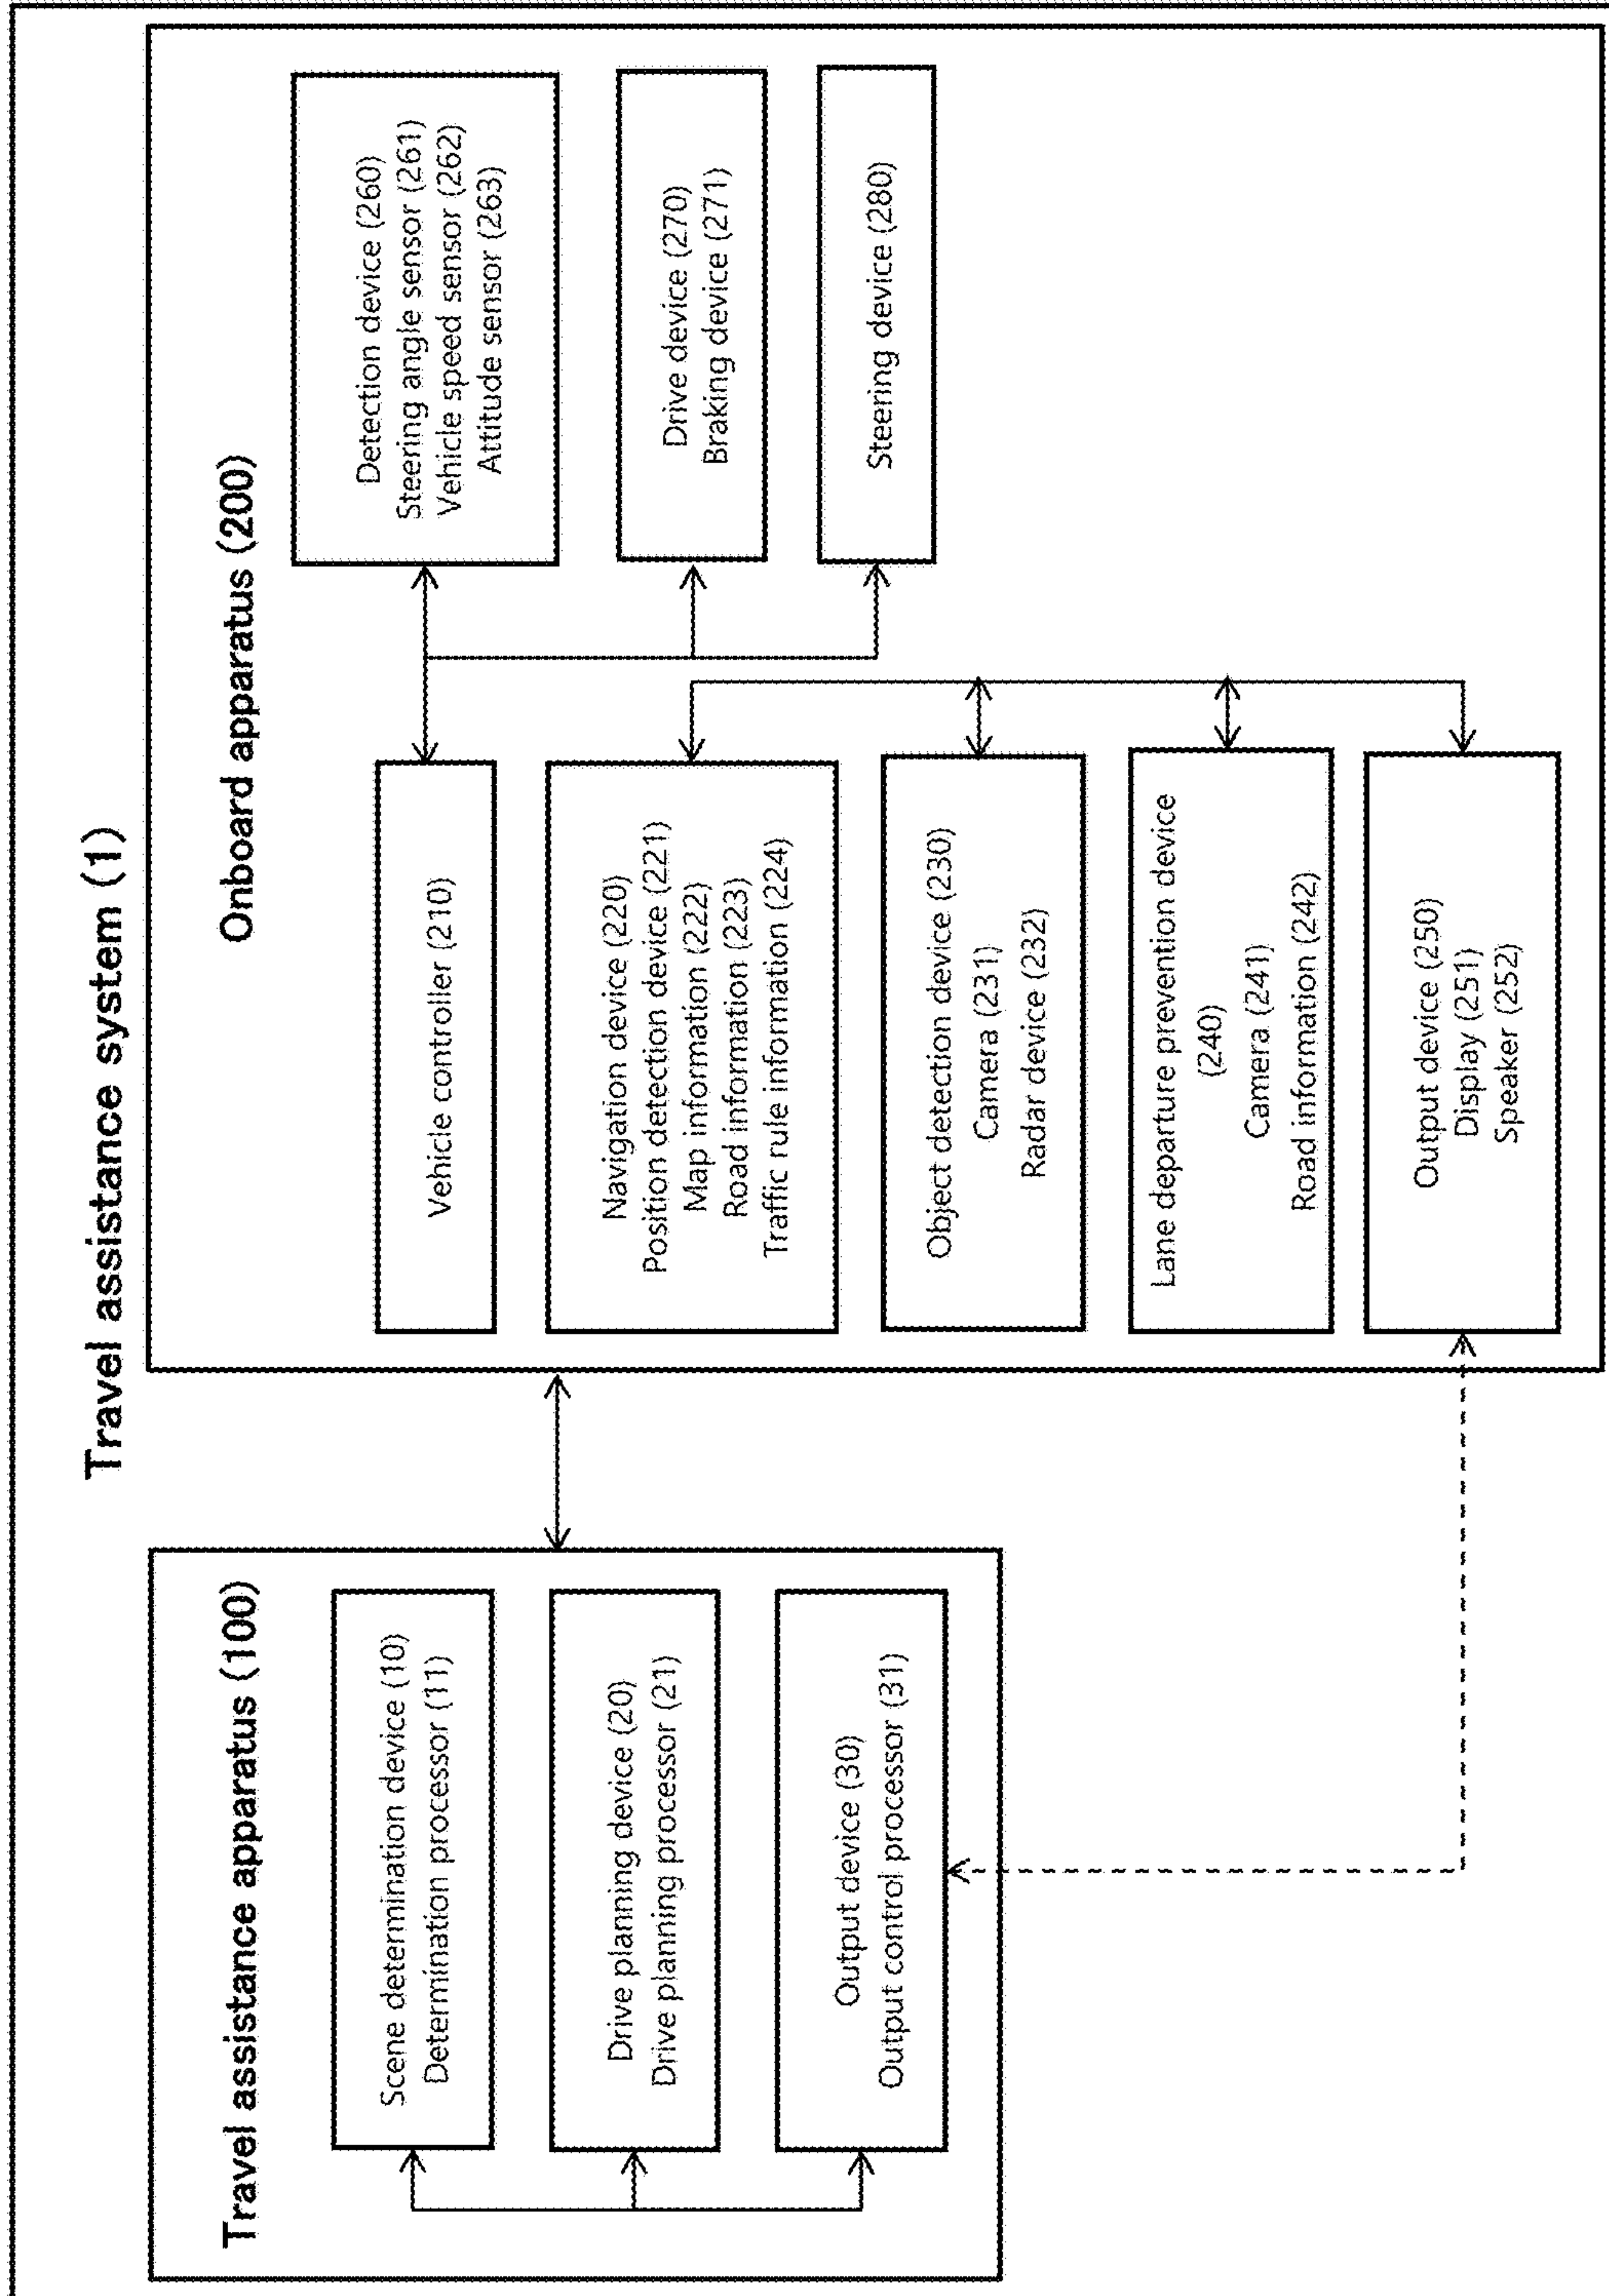 Travel assistance system (1)
Travel assistance apparatus (100)
Scene determination device (10)
Determination processor (11)
Drive planning device (20)
Drive planning processor (21)
Output device (30)
Output control processor (31)
Onboard apparatus (200)
Vehicle controller (210)
Navigation device (220)
Position detection device (221)
Map information (222)
Road information (223)
Traffic rule information (224)
Object detection device (230)
Camera (231)
Radar device (232)
Lane departure prevention device
(240)
Camera (241)
Road information (242)
Output device (250)
Display (251)
Speaker (252)
Detection device (260)
Steering angle sensor (261)
Vehicle speed sensor (262)
Attitude sensor (263)
Drive device (270)
Braking device (271)
Steering device (280)